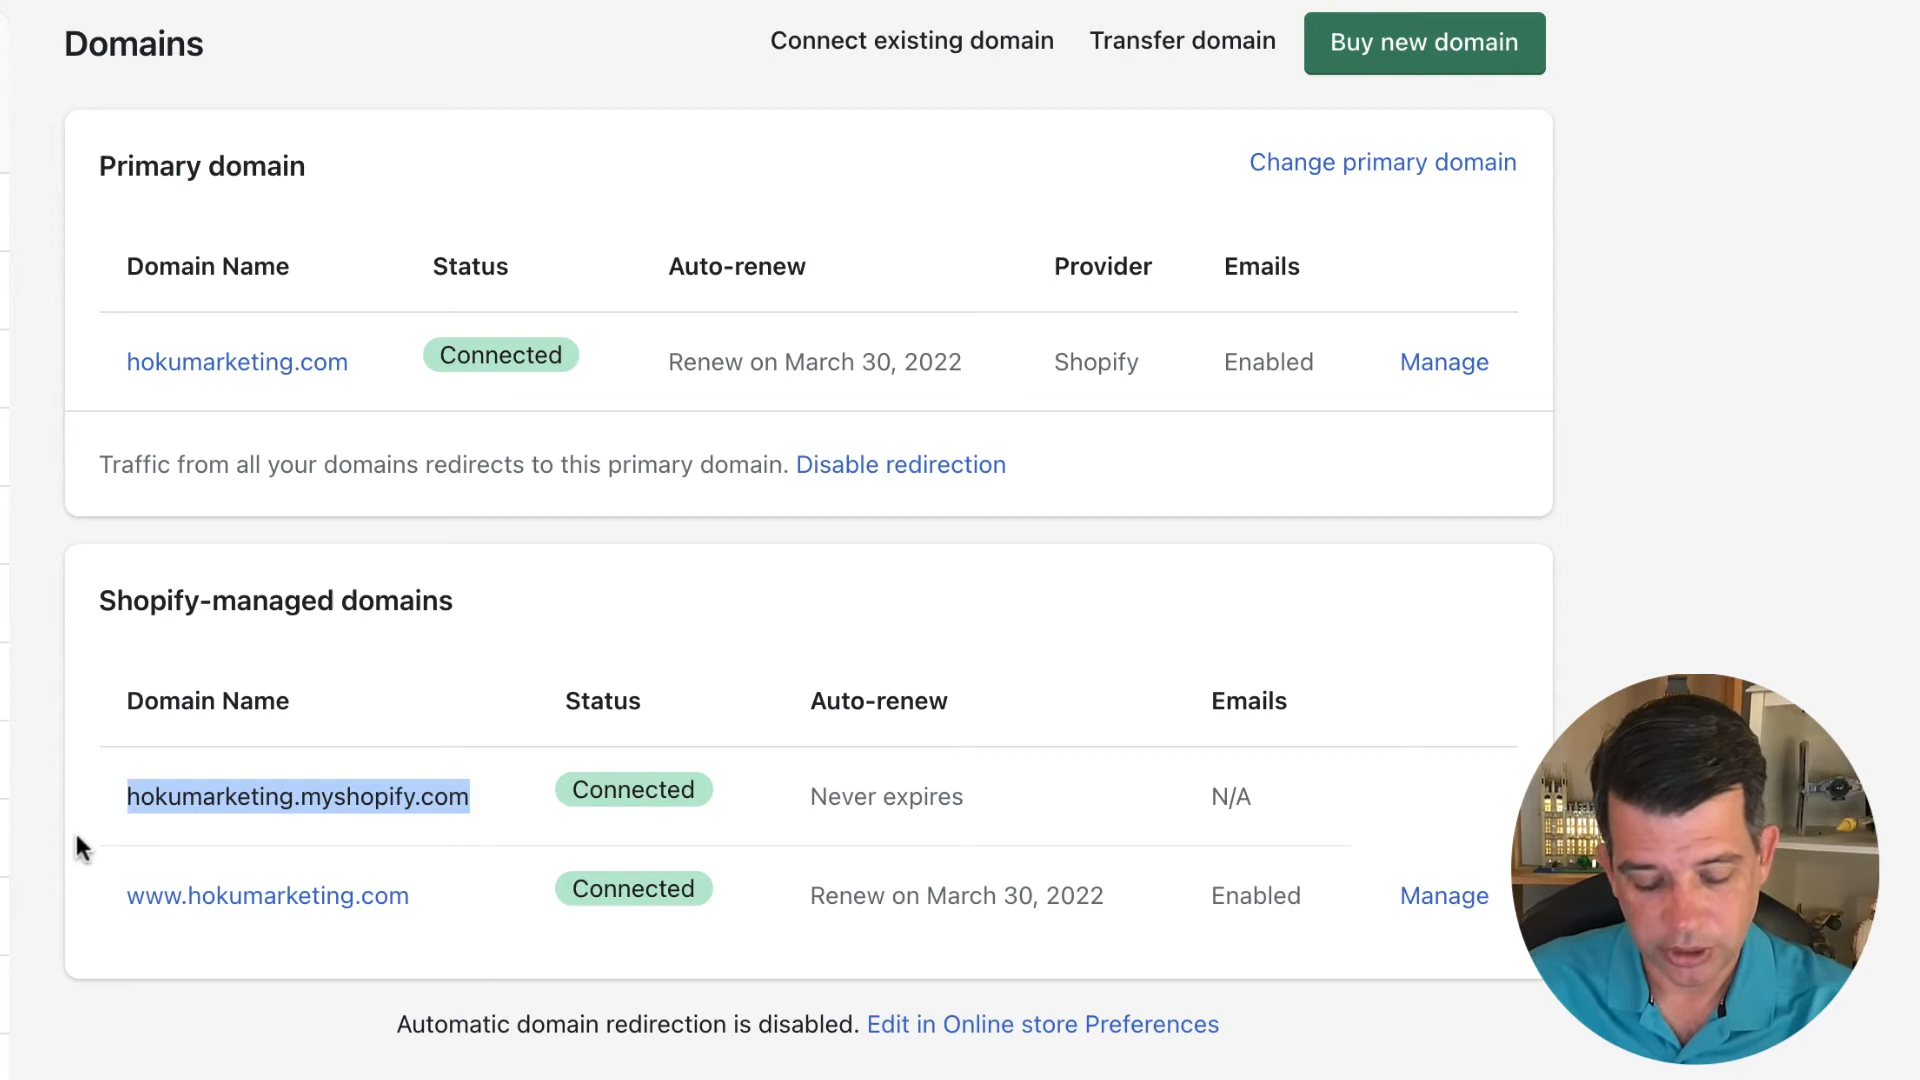 Domains
Connect existing domain
Transfer domain
Buy new domain
Primary domain
Change primary domain
Domain Name Status Auto-renew Provider Emails
hokumarketing.com Connected Renew on March 30, 2022 Shopify Enabled Manage
Traffic from all your domains redirects to this primary domain. Disable redirection
Shopify-managed domains
Domain Name Status Auto-renew Emails
hokumarketing.myshopify.com Connected Never expires N/A
www.hokumarketing.com Connected Renew on March 30, 2022 Enabled Manage
Automatic domain redirection is disabled. Edit in Online store Preferences